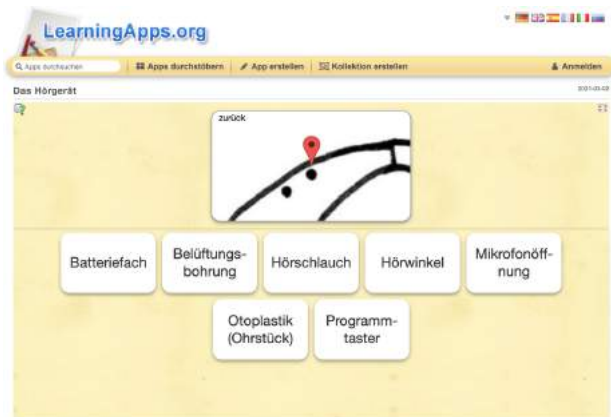 LearningApps.org
Apps durchsuchen
Apps durchstöbern
App erstellen
Kollektion erstellen
Anmelden
Das Hörgerät
zurück
Batteriefach
Belüftungs-
bohrung
Hörschlauch
Hörwinkel
Mikrofonöff-
nung
Otoplastik
(Ohrstück)
Programm-
taster